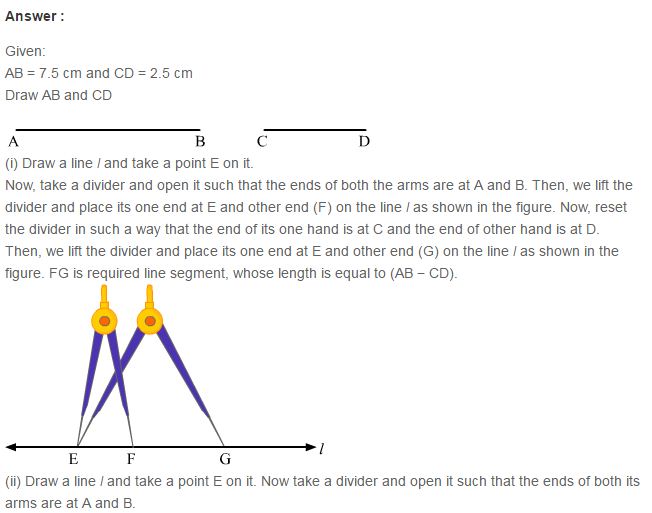 Answer :
Given:
AB = 7.5 cm and CD = 2.5 cm
Draw AB and CD
A B C D
(i) Draw a line l and take a point E on it.
Now, take a divider and open it such that the ends of both the arms are at A and B. Then, we lift the
divider and place its one end at E and other end (F) on the line l as shown in the figure. Now, reset
the divider in such a way that the end of its one hand is at C and the end of other hand is at D.
Then, we lift the divider and place its one end at E and other end (G) on the line l as shown in the
figure. FG is required line segment, whose length is equal to (AB − CD).
l
E F G
(ii) Draw a line l and take a point E on it. Now take a divider and open it such that the ends of both its
arms are at A and B.